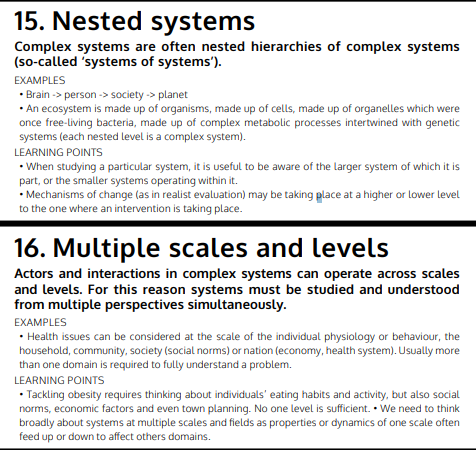 15. Nested systems
Complex systems are often nested hierarchies of complex systems
(so-called ‘systems of systems’).
EXAMPLES
• Brain -> person -> society -> planet
• An ecosystem is made up of organisms, made up of cells, made up of organelles which were
once free-living bacteria, made up of complex metabolic processes intertwined with genetic
systems (each nested level is a complex system).
LEARNING POINTS
• When studying a particular system, it is useful to be aware of the larger system of which it is
part, or the smaller systems operating within it.
• Mechanisms of change (as in realist evaluation) may be taking place at a higher or lower level
to the one where an intervention is taking place.
16. Multiple scales and levels
Actors and interactions in complex systems can operate across scales
and levels. For this reason systems must be studied and understood
from multiple perspectives simultaneously.
EXAMPLES
• Health issues can be considered at the scale of the individual physiology or behaviour, the
household, community, society (social norms) or nation (economy, health system). Usually more
than one domain is required to fully understand a problem.
LEARNING POINTS
• Tackling obesity requires thinking about individuals’ eating habits and activity, but also social
norms, economic factors and even town planning. No one level is sufficient. • We need to think
broadly about systems at multiple scales and fields as properties or dynamics of one scale often
feed up or down to affect others domains.